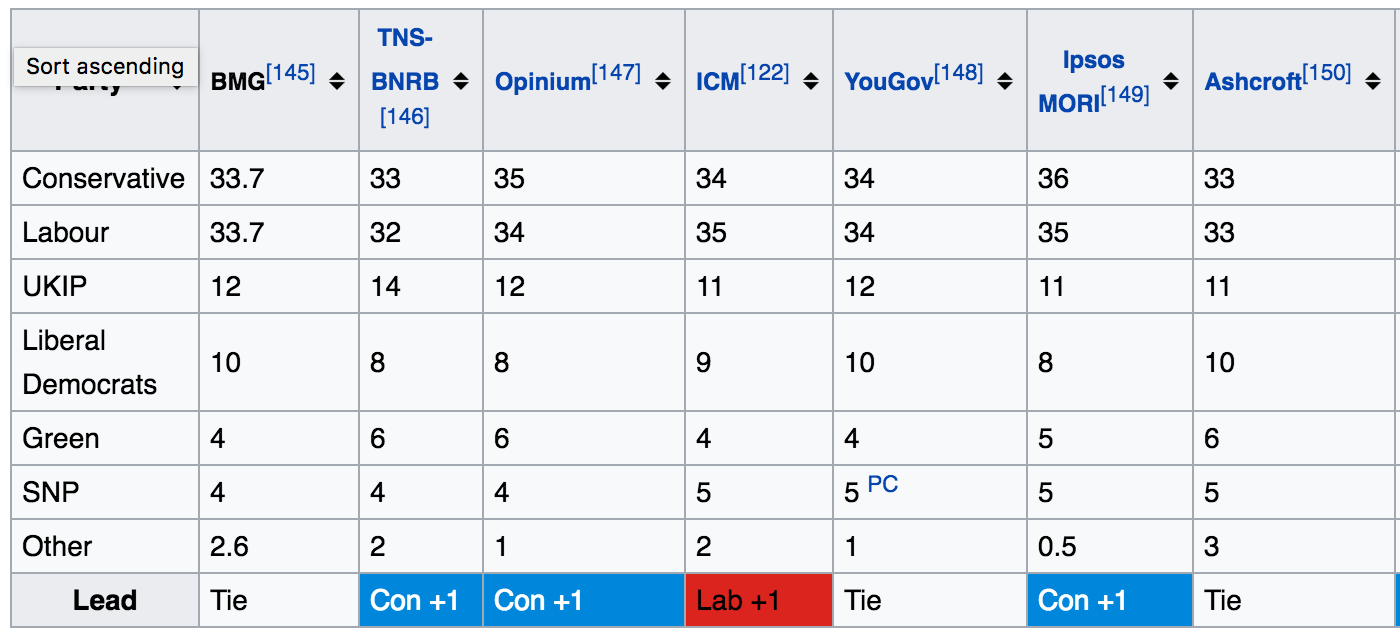 Sort ascending
Party
BMG[145]
TNS-
BNRB
[146]
Opinium[147]
ICM[122]
YouGov[148]
Ipsos
MORI[149]
Ashcroft[150]
Conservative 33.7 33 35 34 34 36 33
Labour 33.7 32 34 35 34 35 33
UKIP 12 14 12 11 12 11 11
Liberal
Democrats 10 8 8 9 10 8 10
Green 4 6 6 4 4 5 6
SNP 4 4 4 5 5 PC 5 5
Other 2.6 2 1 2 1 0.5 3
Lead Tie Con +1 Con +1 Lab +1 Tie Con +1 Tie